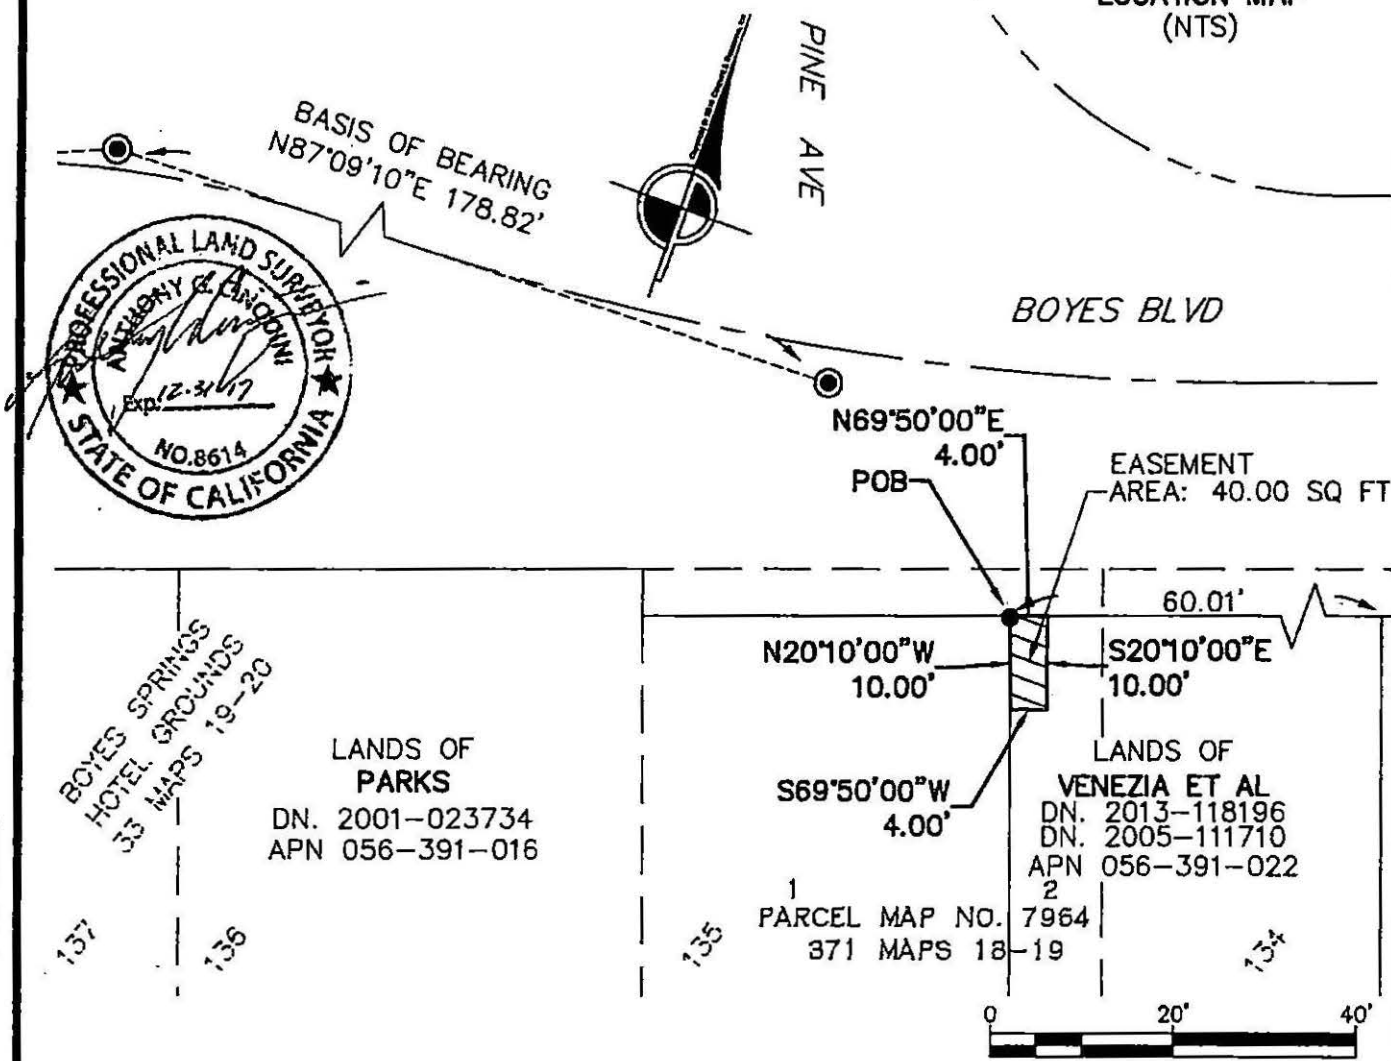 LOCATION MAP
(NTS)
PINE AVE
BASIS OF BEARING
N87°09'10"E 178.82'
PROFESSIONAL LAND SURVEYOR
ANTHONY G. CINQUINI
Exp. 12-31-17
NO.8614
STATE OF CALIFORNIA
BOYES BLVD
N69°50'00"E
4.00'
POB
EASEMENT
AREA: 40.00 SQ FT
60.01'
N20°10'00"W
10.00'
S20°10'00"E
10.00'
BOYES SPRINGS
HOTEL GROUNDS
33 MAPS 19-20
LANDS OF
PARKS
DN. 2001-023734
APN 056-391-016
S69°50'00"W
4.00'
LANDS OF
VENEZIA ET AL
DN. 2013-118196
DN. 2005-111710
APN 056-391-022
1
2
PARCEL MAP NO. 7964
371 MAPS 18-19
137
136
135
134
0 20' 40'